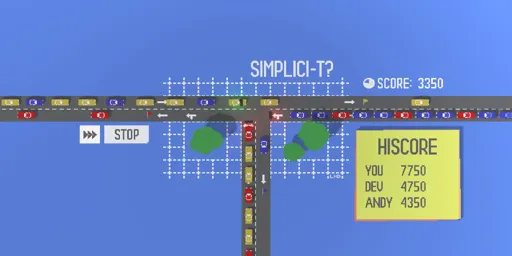 SIMPLICI-T?
SCORE: 3350
STOP
HISCORE
YOU 7750
DEV 4750
ANDY 4350